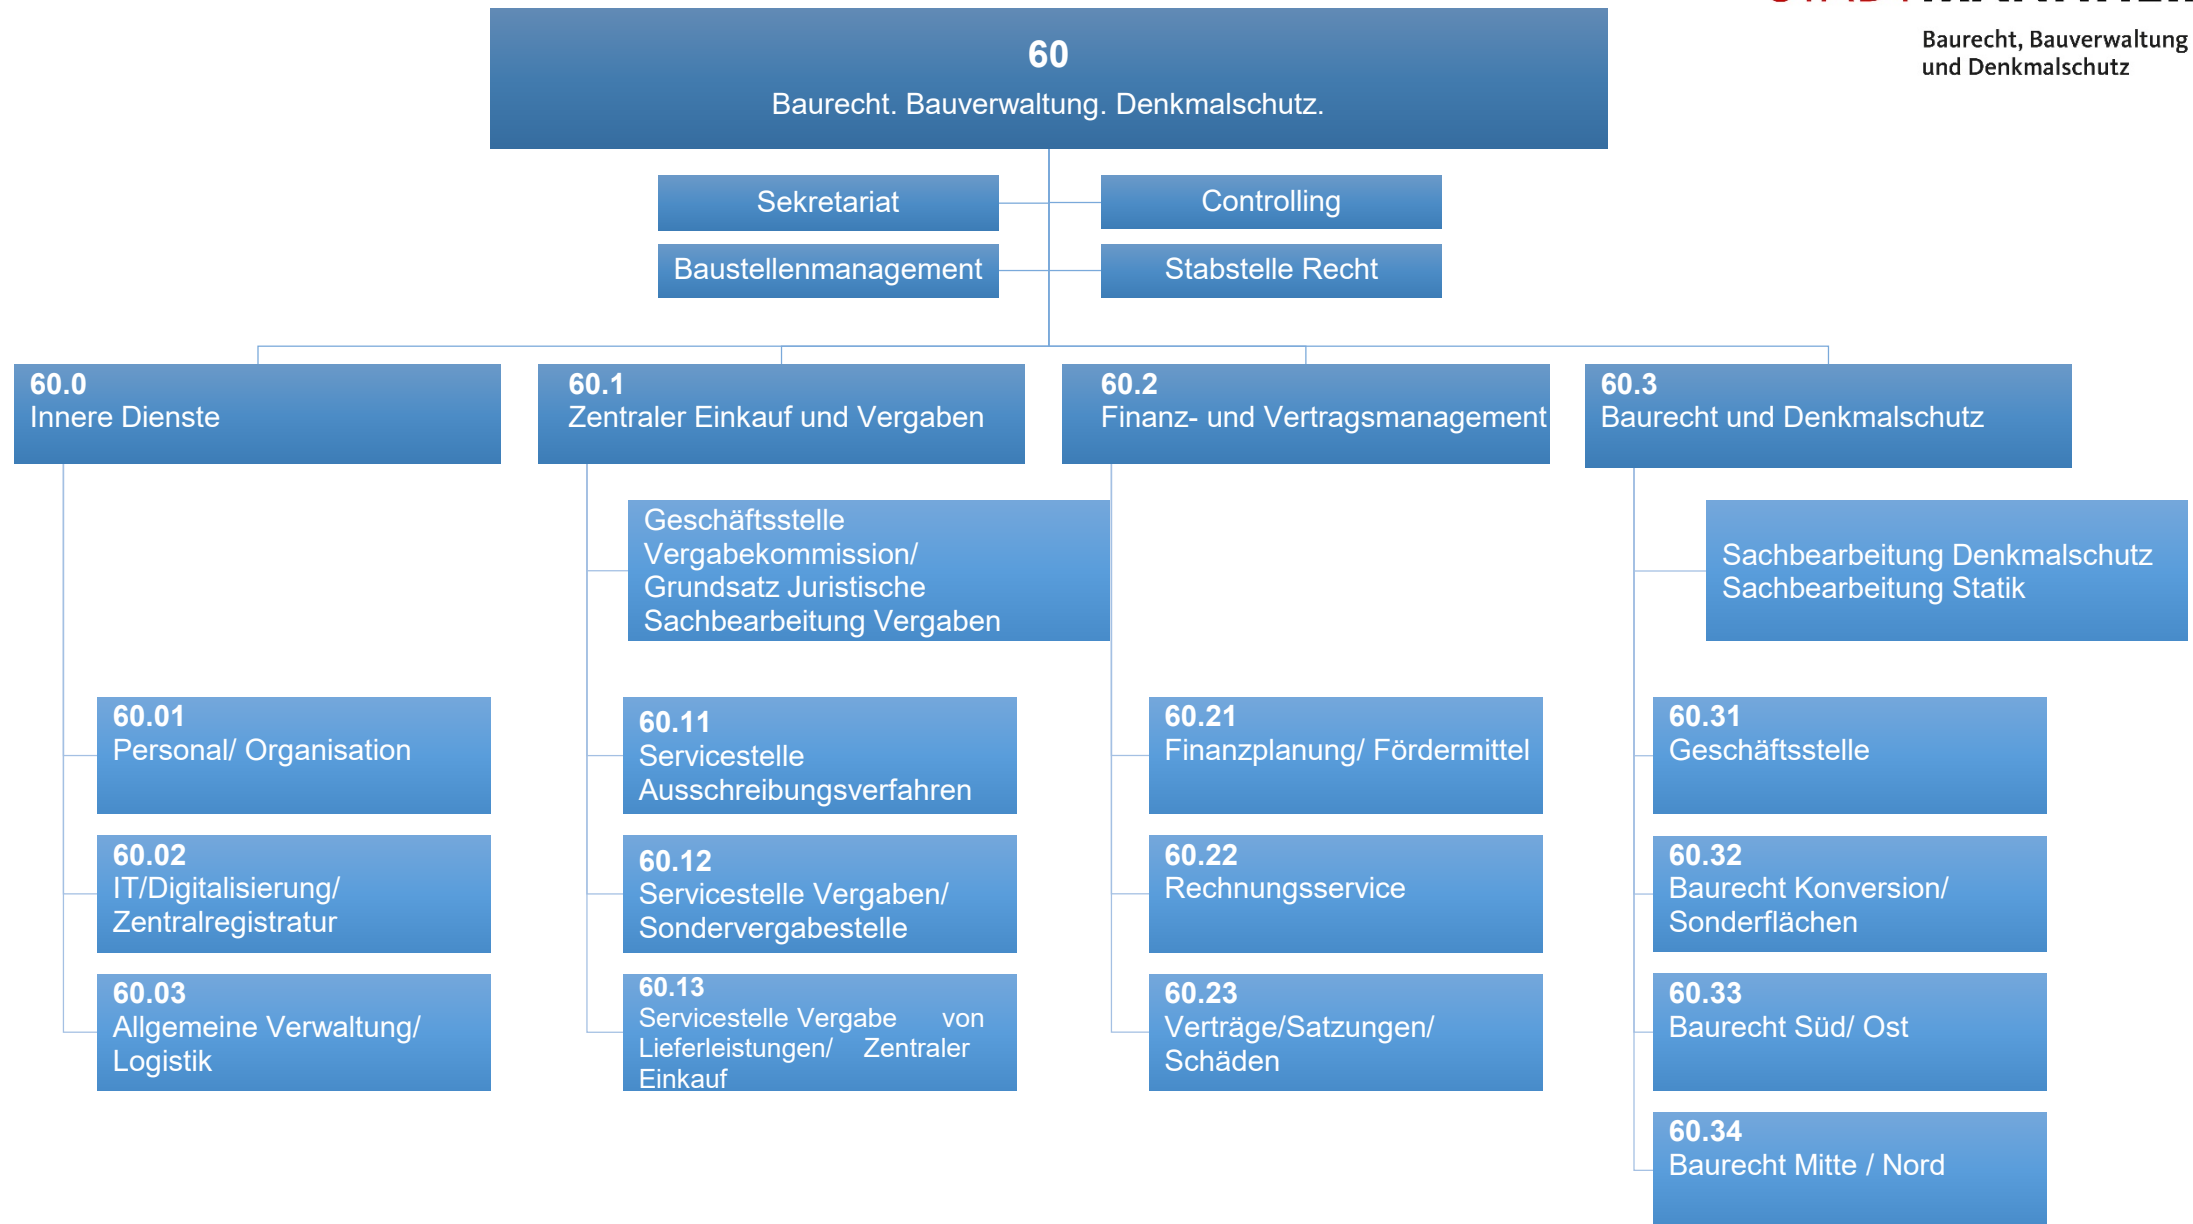 Baurecht, Bauverwaltung
und Denkmalschutz
60
Baurecht. Bauverwaltung. Denkmalschutz.
Sekretariat
Controlling
Baustellenmanagement
Stabstelle Recht
60.0
Innere Dienste
60.1
Zentraler Einkauf und Vergaben
60.2
Finanz- und Vertragsmanagement
60.3
Baurecht und Denkmalschutz
Geschäftsstelle
Vergabekommission/
Grundsatz Juristische
Sachbearbeitung Vergaben
Sachbearbeitung Denkmalschutz
Sachbearbeitung Statik
60.01
Personal/ Organisation
60.11
Servicestelle
Ausschreibungsverfahren
60.21
Finanzplanung/ Fördermittel
60.31
Geschäftsstelle
60.02
IT/Digitalisierung/
Zentralregistratur
60.12
Servicestelle Vergaben/
Sondervergabestelle
60.22
Rechnungsservice
60.32
Baurecht Konversion/
Sonderflächen
60.03
Allgemeine Verwaltung/
Logistik
60.13
Servicestelle Vergabe von
Lieferleistungen/ Zentraler
Einkauf
60.23
Verträge/Satzungen/
Schäden
60.33
Baurecht Süd/ Ost
60.34
Baurecht Mitte / Nord